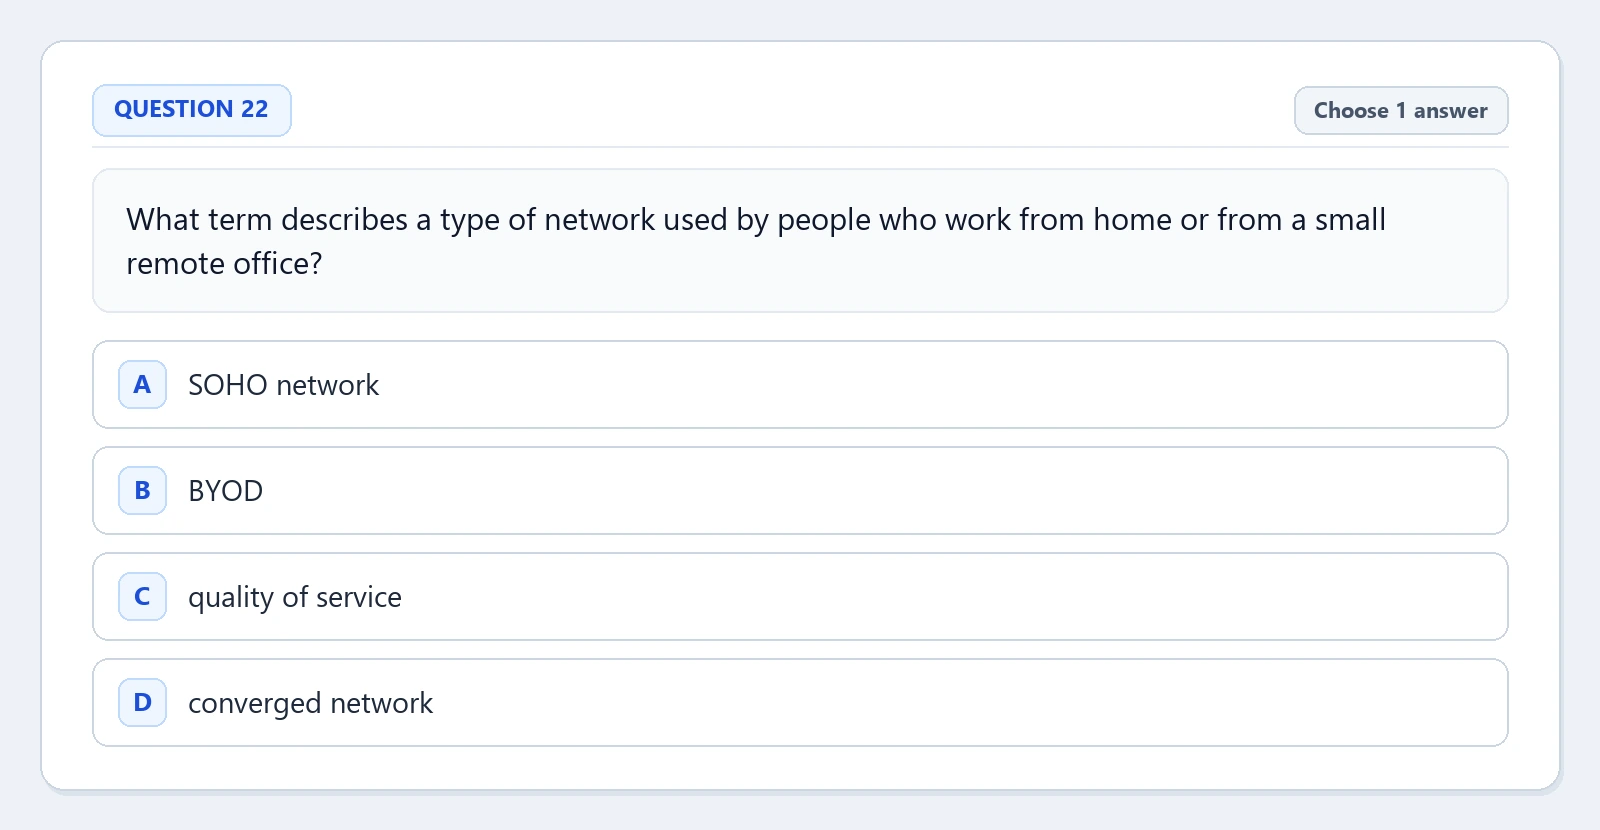 QUESTION 22
Choose 1 answer
What term describes a type of network used by people who work from home or from a small
remote office?
A SOHO network
B BYOD
C quality of service
D converged network